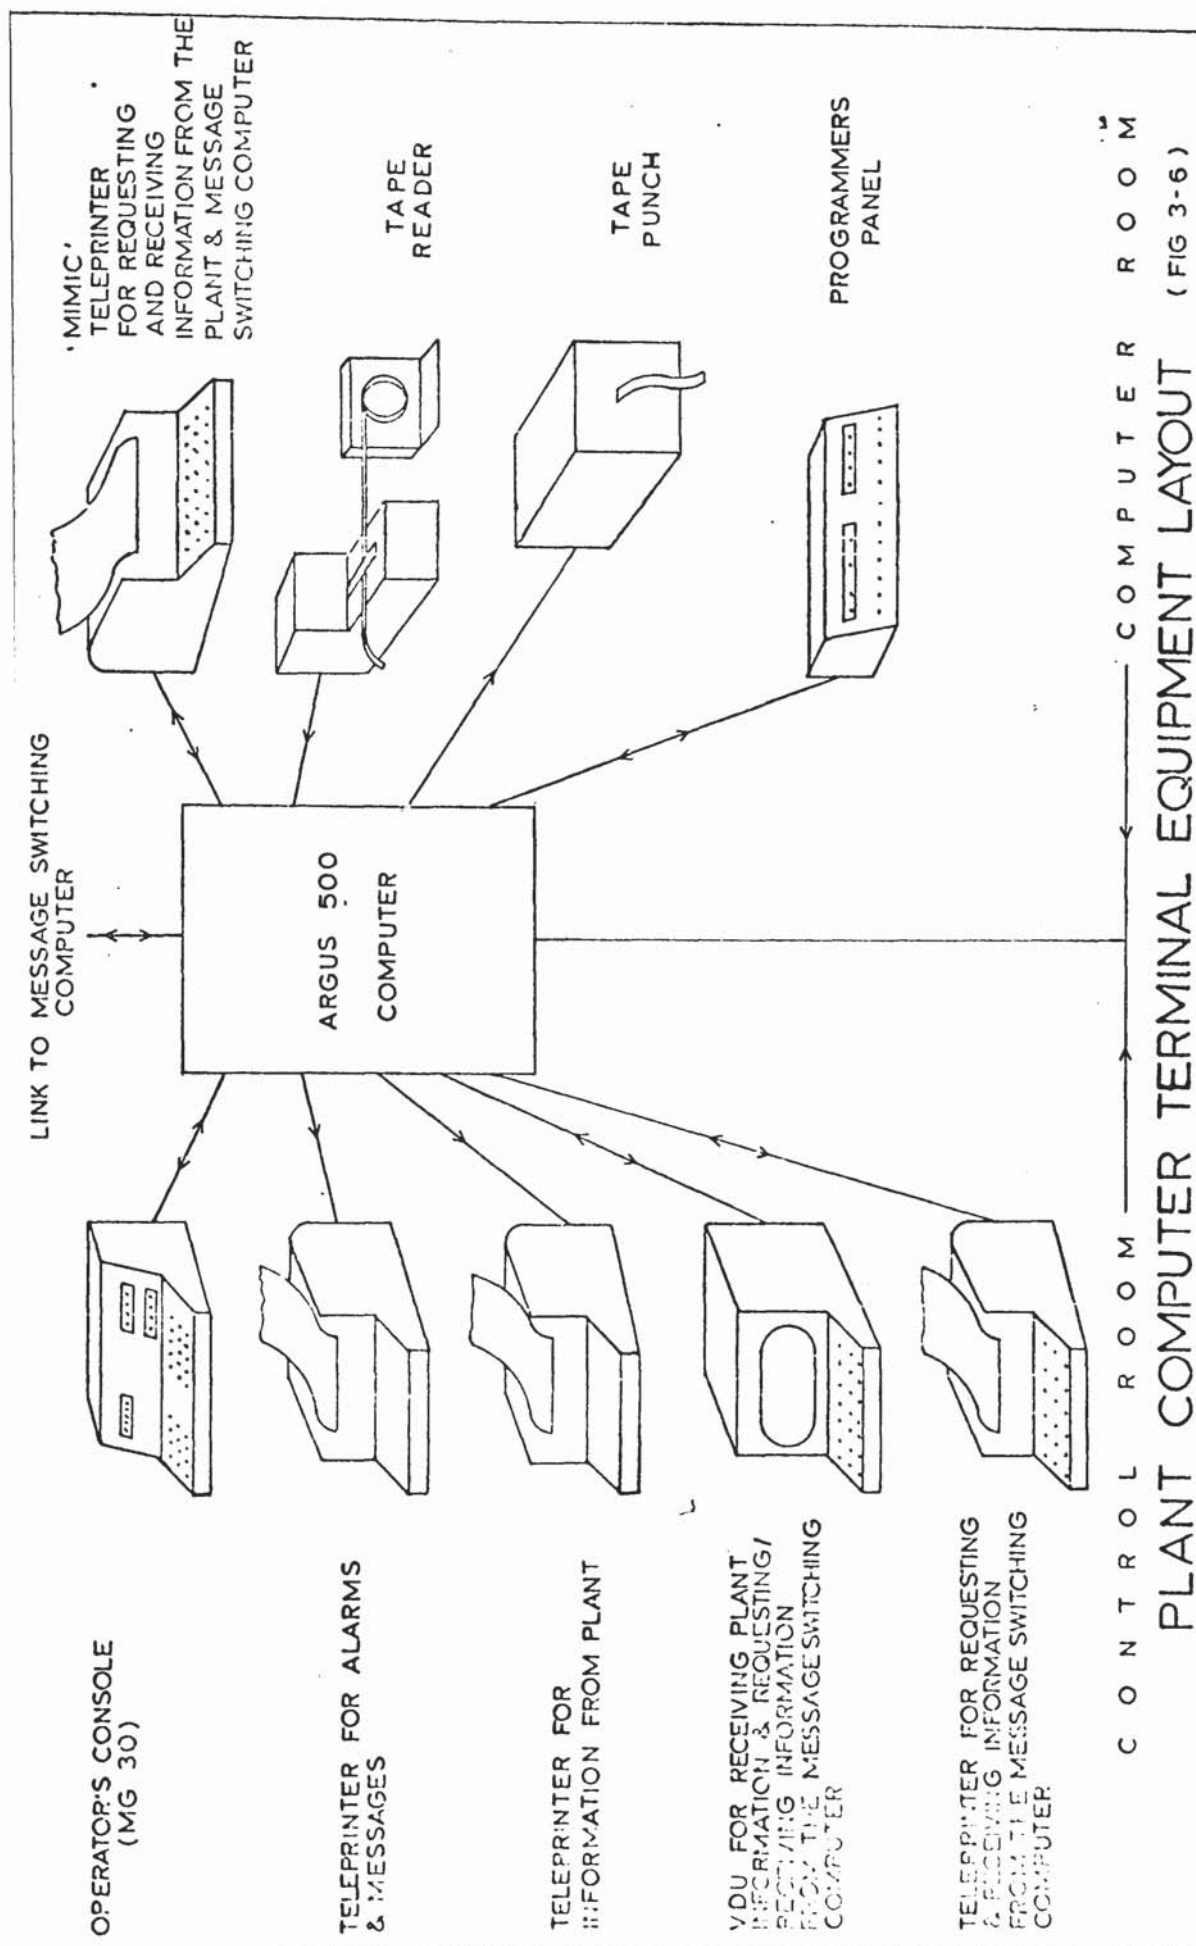 LINK TO MESSAGE SWITCHING
COMPUTER
OPERATOR'S CONSOLE
(MG 30)
TELEPRINTER FOR ALARMS
& MESSAGES
TELEPRINTER FOR
INFORMATION FROM PLANT
VDU FOR RECEIVING PLANT
INFORMATION & REQUESTING/
RECEIVING INFORMATION
FROM THE MESSAGE SWITCHING
COMPUTER
TELEPRINTER FOR REQUESTING
& RECEIVING INFORMATION
FROM THE MESSAGE SWITCHING
COMPUTER
ARGUS 500
COMPUTER
'MIMIC'
TELEPRINTER
FOR REQUESTING
AND RECEIVING
INFORMATION FROM THE
PLANT & MESSAGE
SWITCHING COMPUTER
TAPE
READER
TAPE
PUNCH
PROGRAMMERS
PANEL
CONTROL ROOM
COMPUTER ROOM
PLANT COMPUTER TERMINAL EQUIPMENT LAYOUT (FIG 3-6)